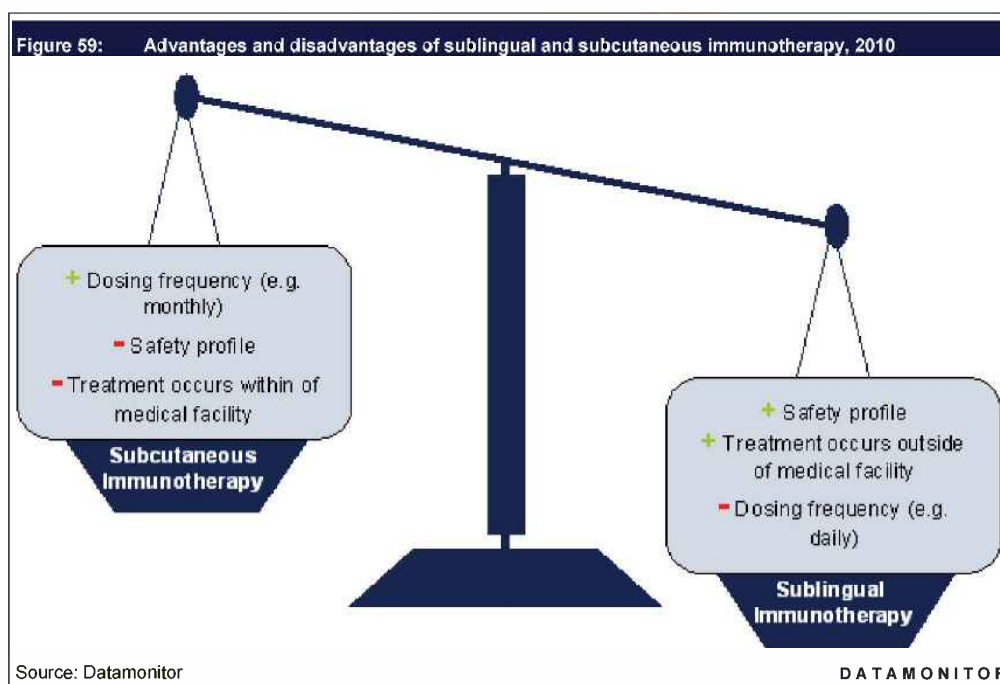 Figure 59: Advantages and disadvantages of sublingual and subcutaneous immunotherapy, 2010
+ Dosing frequency (e.g.
monthly)
- Safety profile
- Treatment occurs within of
medical facility
Subcutaneous
Immunotherapy
+ Safety profile
+ Treatment occurs outside
of medical facility
- Dosing frequency (e.g.
daily)
Sublingual
Immunotherapy
Source: Datamonitor
DATAMONITOR